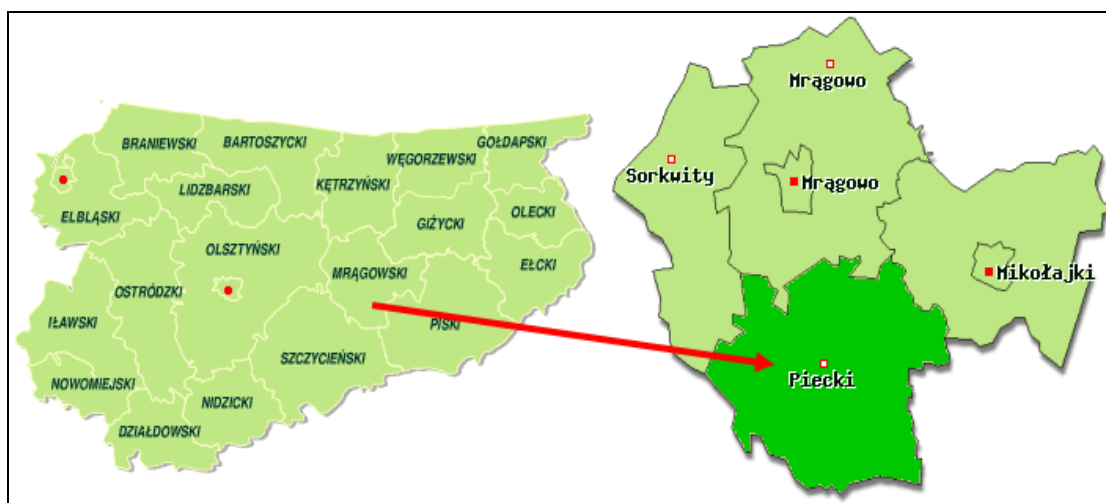 BRANIEWSKI
BARTOSZYCKI
GOŁDAPSKI
WĘGORZEWSKI
KĘTRZYŃSKI
LIDZBARSKI
ELBLĄSKI
OLECKI
GIŻYCKI
OLSZTYŃSKI
EŁCKI
MRĄGOWSKI
OSTRÓDZKI
IŁAWSKI
PISKI
SZCZYCIEŃSKI
NOWOMIEJSKI
NIDZICKI
DZIAŁDOWSKI
Mrągowo
Sorkwity
Mrągowo
Mikołajki
Piecki